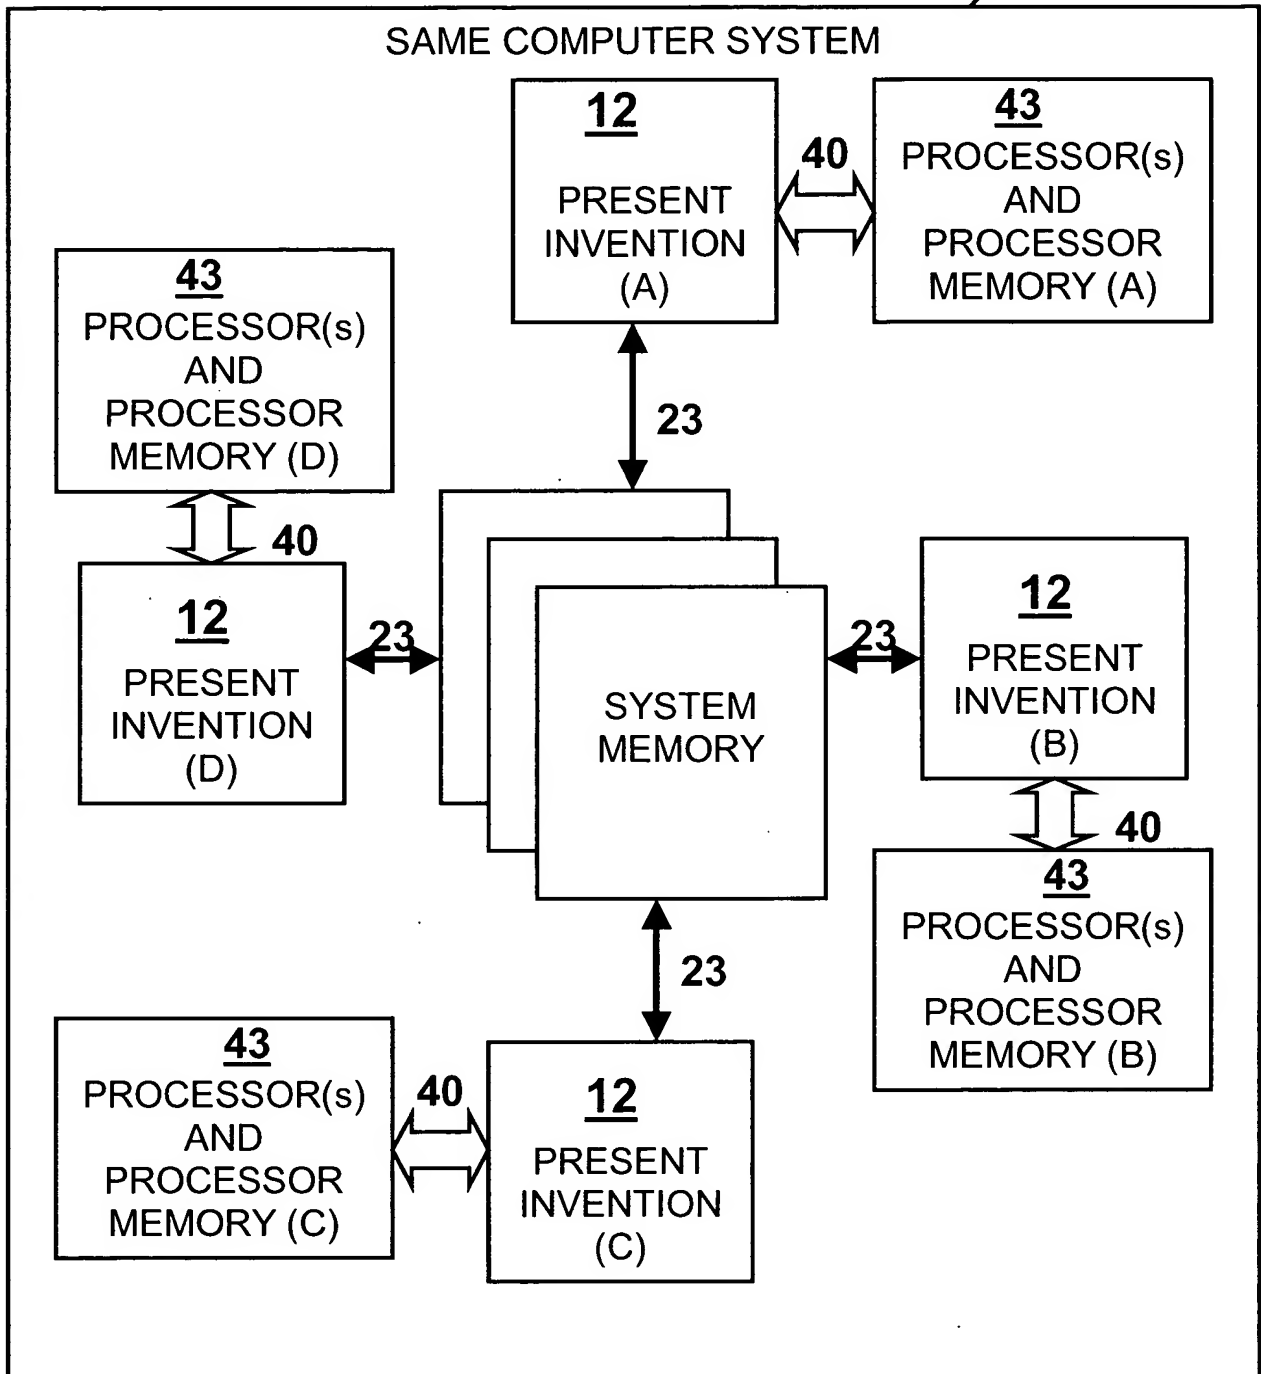 SAME COMPUTER SYSTEM
12
PRESENT
INVENTION
(A)
40
43
PROCESSOR(s)
AND
PROCESSOR
MEMORY (A)
23
43
PROCESSOR(s)
AND
PROCESSOR
MEMORY (D)
40
12
PRESENT
INVENTION
(D)
23
SYSTEM
MEMORY
23
12
PRESENT
INVENTION
(B)
40
43
PROCESSOR(s)
AND
PROCESSOR
MEMORY (B)
23
43
PROCESSOR(s)
AND
PROCESSOR
MEMORY (C)
40
12
PRESENT
INVENTION
(C)